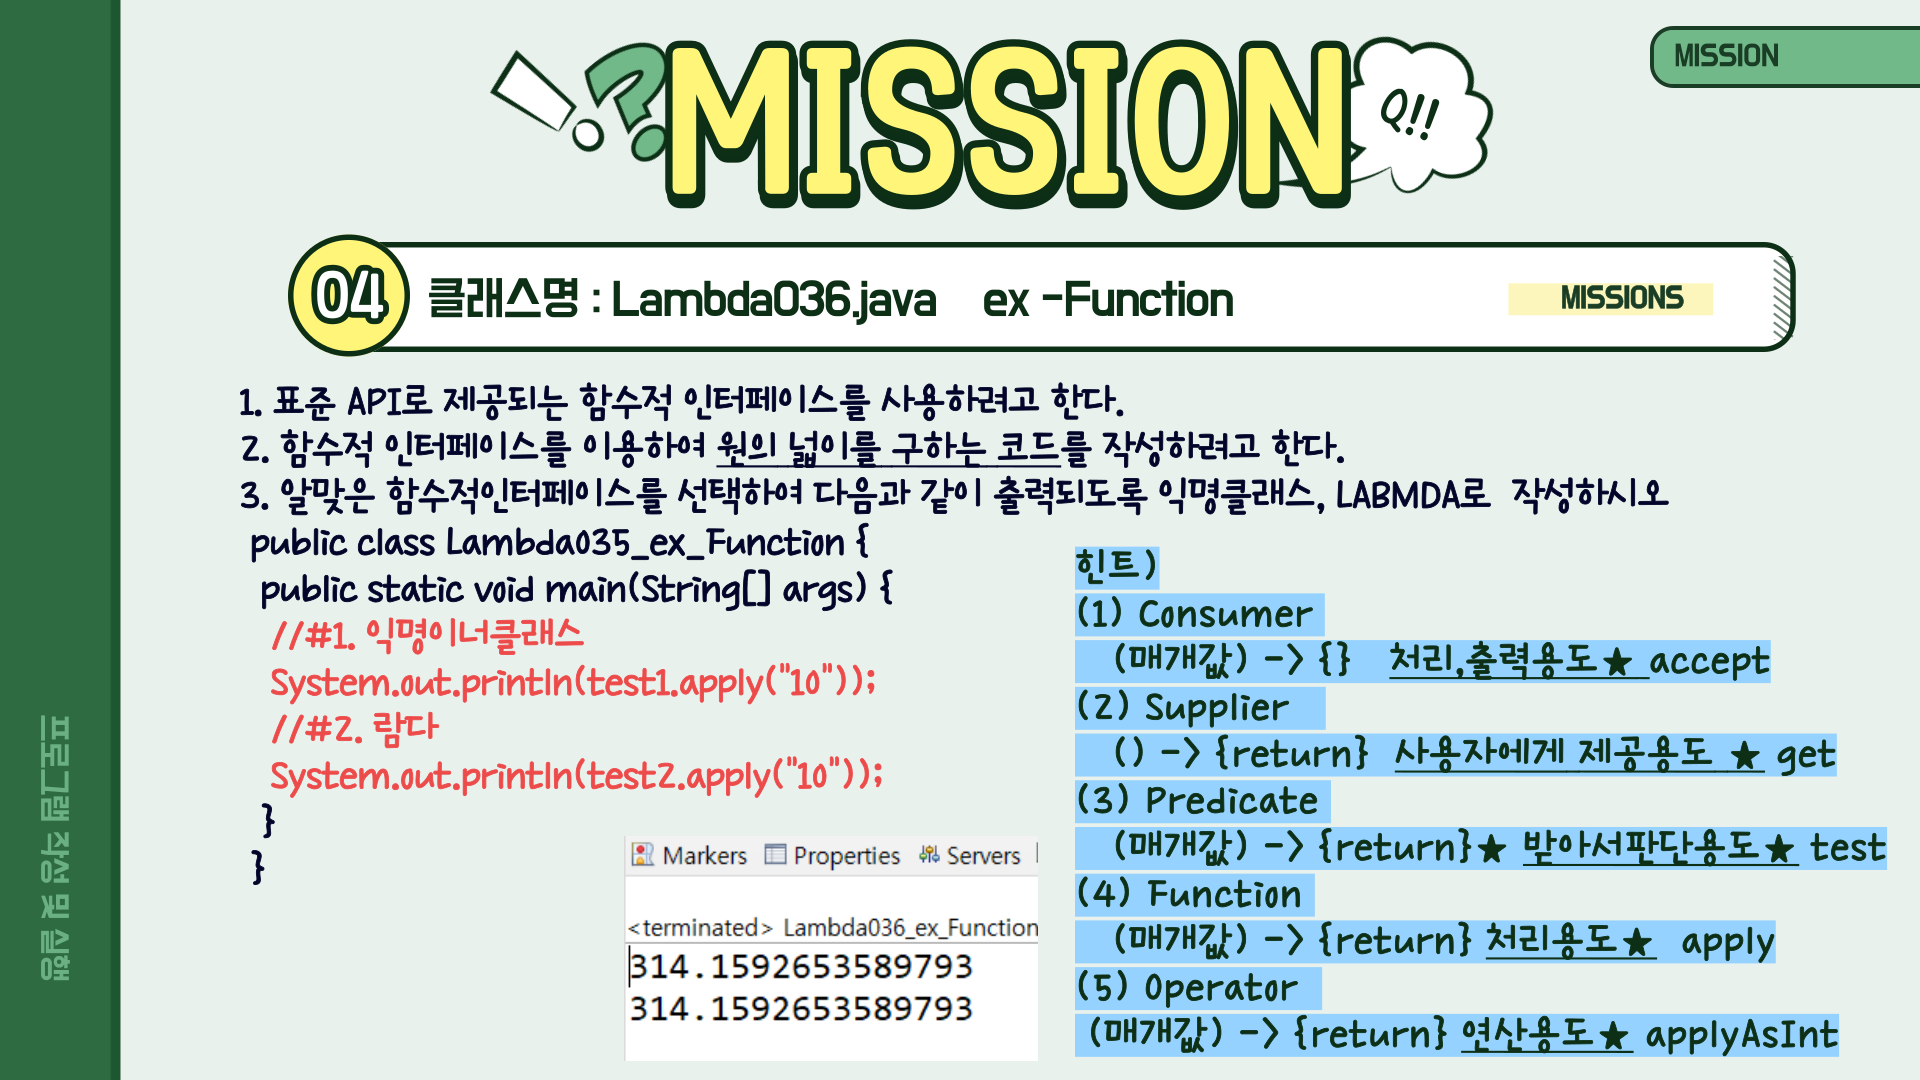 MISSION
! ? MISSION Q!!
04 클래스명 : Lambda036.java ex -Function MISSIONS
1. 표준 API로 제공되는 함수적 인터페이스를 사용하려고 한다.
2. 함수적 인터페이스를 이용하여 원의 넓이를 구하는 코드를 작성하려고 한다.
3. 알맞은 함수적인터페이스를 선택하여 다음과 같이 출력되도록 익명클래스, LABMDA로 작성하시오
public class Lambda035_ex_Function {
public static void main(String[] args) {
//#1. 익명이너클래스
System.out.println(test1.apply("10"));
//#2. 람다
System.out.println(test2.apply("10"));
}
}
Markers Properties Servers
<terminated> Lambda036_ex_Function
314.1592653589793
314.1592653589793
힌트)
(1) Consumer
(매개값) -> {} 처리,출력용도★ accept
(2) Supplier
() -> {return} 사용자에게 제공용도 ★ get
(3) Predicate
(매개값) -> {return}★ 받아서판단용도★ test
(4) Function
(매개값) -> {return} 처리용도★ apply
(5) Operator
(매개값) -> {return} 연산용도★ applyAsInt
프로그램 작성 및 실행